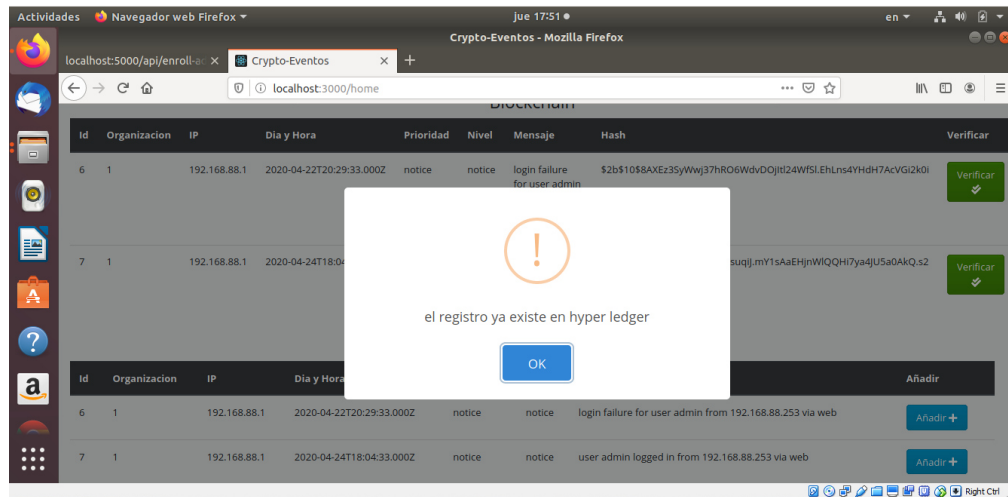 Actividades Navegador web Firefox jue 17:51 en
Crypto-Eventos - Mozilla Firefox
localhost:5000/api/enroll-ad Crypto-Eventos
localhost:3000/home
Blockchain
Id Organizacion IP Dia y Hora Prioridad Nivel Mensaje Hash Verificar
6 1 192.168.88.1 2020-04-22T20:29:33.000Z notice notice login failure $2b$10$8AXEz3SyWwj37hRO6WdvDOJItl24WfSl.EhLns4YHdH7AcVGi2k0i Verificar
for user admin
7 1 192.168.88.1 2020-04-24T18:04 suqiJ.mY1sAaEHjnWlQQHi7ya4JU5a0AkQ.s2 Verificar
el registro ya existe en hyper ledger
OK
Id Organizacion IP Dia y Hora Añadir
6 1 192.168.88.1 2020-04-22T20:29:33.000Z notice notice login failure for user admin from 192.168.88.253 via web Añadir
7 1 192.168.88.1 2020-04-24T18:04:33.000Z notice notice user admin logged in from 192.168.88.253 via web Añadir
Right Ctrl